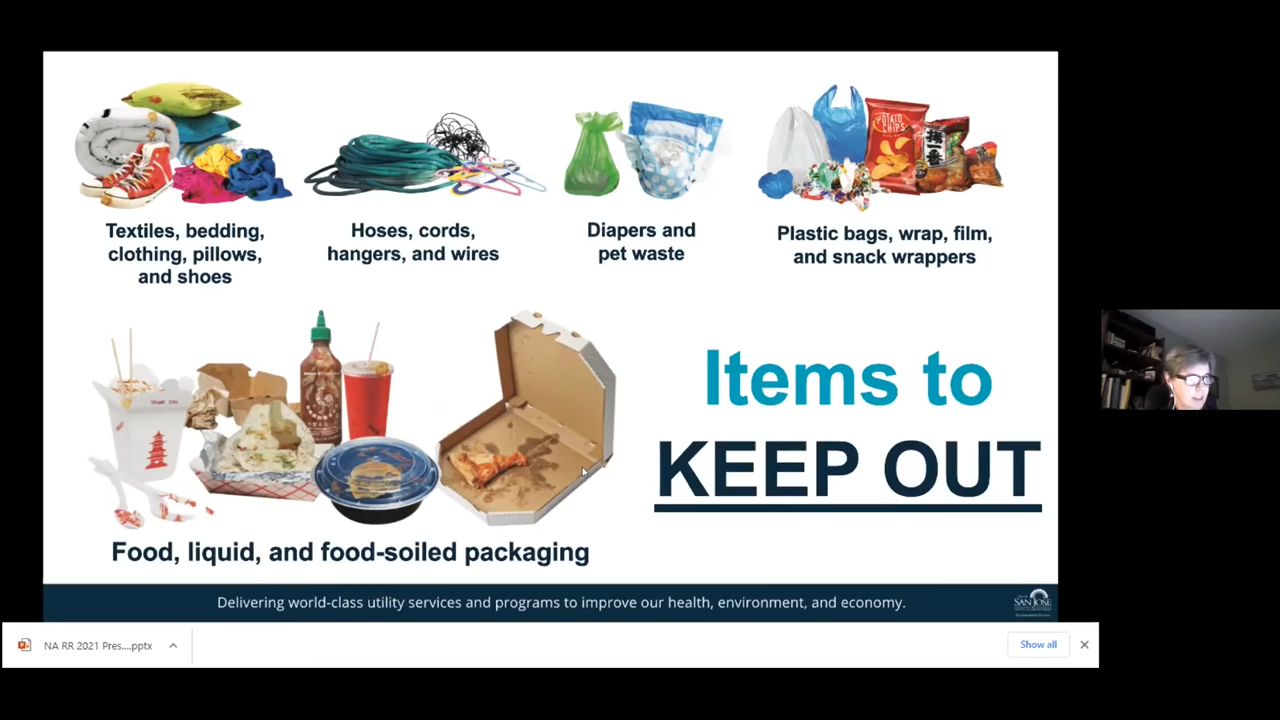 POTATO
CHIPS
Textiles, bedding,
clothing, pillows,
and shoes
Hoses, cords,
hangers, and wires
Diapers and
pet waste
Plastic bags, wrap, film,
and snack wrappers
Items to
KEEP OUT
Food, liquid, and food-soiled packaging
Delivering world-class utility services and programs to improve our health, environment, and economy.
SAN JOSE
NA RR 2021 Pres....pptx
Show all